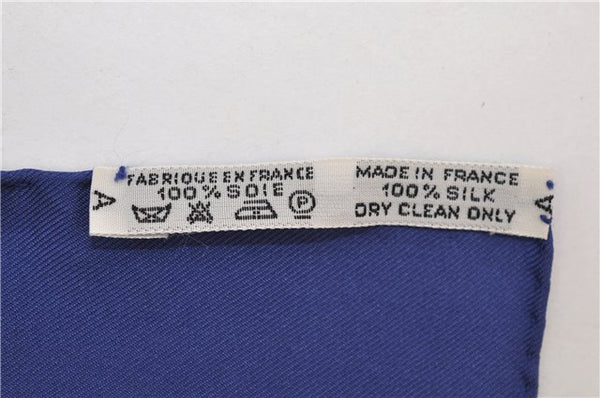 A
FABRIQUE EN FRANCE
100% SOIE
P
MADE IN FRANCE
100% SILK
DRY CLEAN ONLY
A